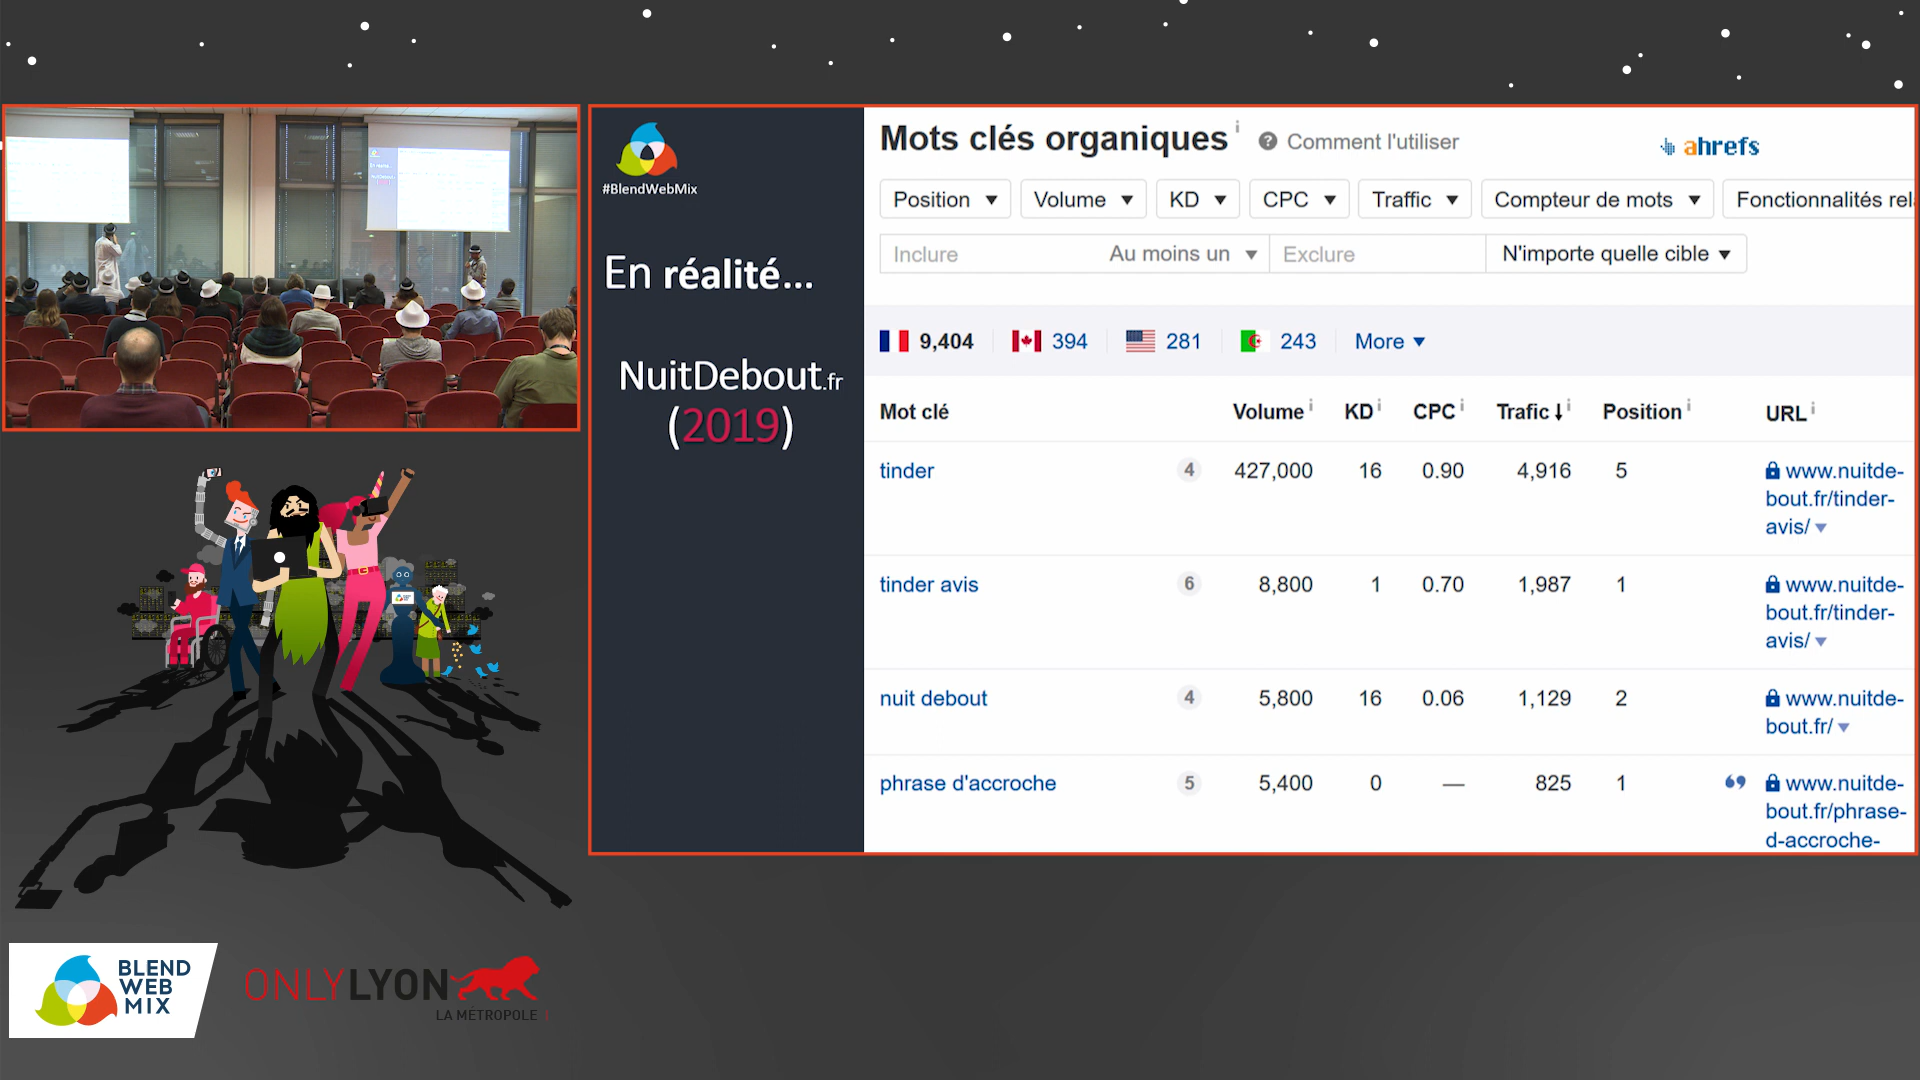 #BlendWebMix
En réalité...
NuitDebout.fr
(2019)
Mots clés organiques i ? Comment l'utiliser
ahrefs
Position Volume KD CPC Traffic Compteur de mots Fonctionnalités rel
Inclure Au moins un Exclure N'importe quelle cible
9,404 394 281 243 More
Mot clé Volume i KD i CPC i Trafic i Position i URL i
tinder 4 427,000 16 0.90 4,916 5 www.nuitde-
bout.fr/tinder-
avis/
tinder avis 6 8,800 1 0.70 1,987 1 www.nuitde-
bout.fr/tinder-
avis/
nuit debout 4 5,800 16 0.06 1,129 2 www.nuitde-
bout.fr/
phrase d'accroche 5 5,400 0 — 825 1 www.nuitde-
bout.fr/phrase-
d-accroche-
BLEND
WEB
MIX
ONLYLYON
LA MÉTROPOLE